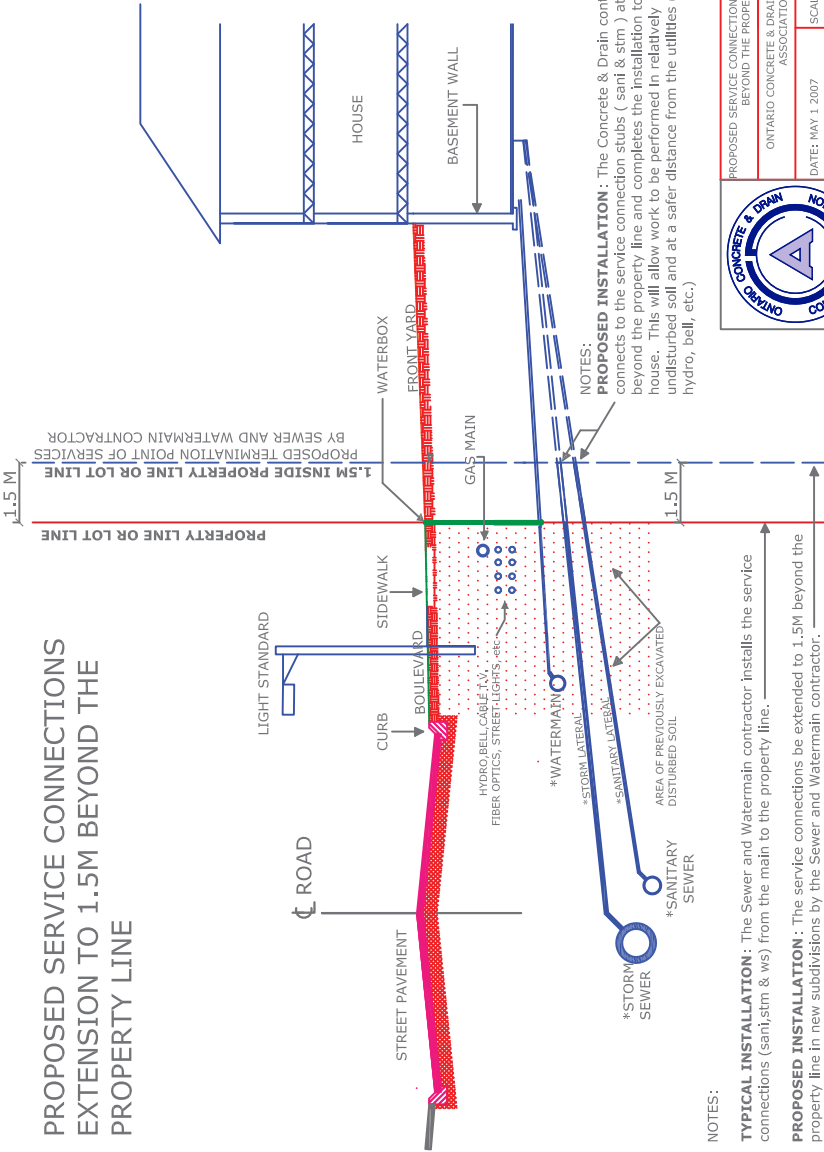 PROPOSED SERVICE CONNECTIONS
EXTENSION TO 1.5M BEYOND THE
PROPERTY LINE
1.5 M
PROPERTY LINE OR LOT LINE
1.5M INSIDE PROPERTY LINE OR LOT LINE
PROPOSED TERMINATION POINT OF SERVICES
BY SEWER AND WATERMAIN CONTRACTOR
LIGHT STANDARD
℄ ROAD
STREET PAVEMENT
CURB
BOULEVARD
SIDEWALK
WATERBOX
FRONT YARD
HOUSE
BASEMENT WALL
GAS MAIN
HYDRO,BELL,CABLE T.V,
FIBER OPTICS, STREET LIGHTS, etc
*WATERMAIN
*STORM LATERAL
*SANITARY LATERAL
AREA OF PREVIOUSLY EXCAVATED
DISTURBED SOIL
*STORM
SEWER
*SANITARY
SEWER
1.5 M
NOTES:
PROPOSED INSTALLATION: The Concrete & Drain cont
connects to the service connection stubs ( sani & stm ) at
beyond the property line and completes the installation to
house. This will allow work to be performed in relatively
undisturbed soil and at a safer distance from the utilities
hydro, bell, etc.)
NOTES:
TYPICAL INSTALLATION: The Sewer and Watermain contractor installs the service
connections (sani,stm & ws) from the main to the property line.
PROPOSED INSTALLATION: The service connections be extended to 1.5M beyond the
property line in new subdivisions by the Sewer and Watermain contractor.
ONTARIO CONCRETE & DRAIN
A
PROPOSED SERVICE CONNECTION
BEYOND THE PROPE
ONTARIO CONCRETE & DRAI
ASSOCIATION
DATE: MAY 1 2007
SCAL